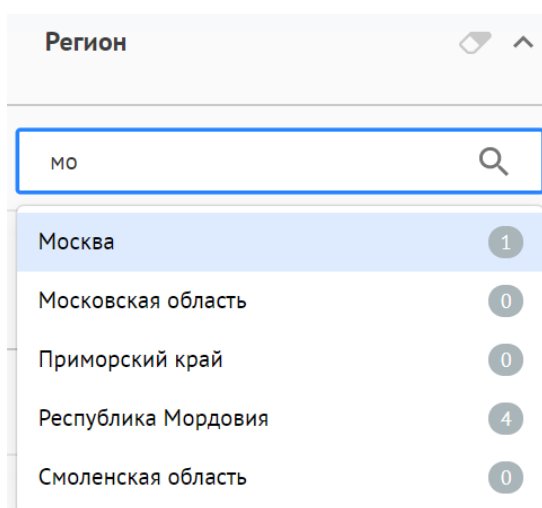 Регион
мо
Москва 1
Московская область 0
Приморский край 0
Республика Мордовия 4
Смоленская область 0